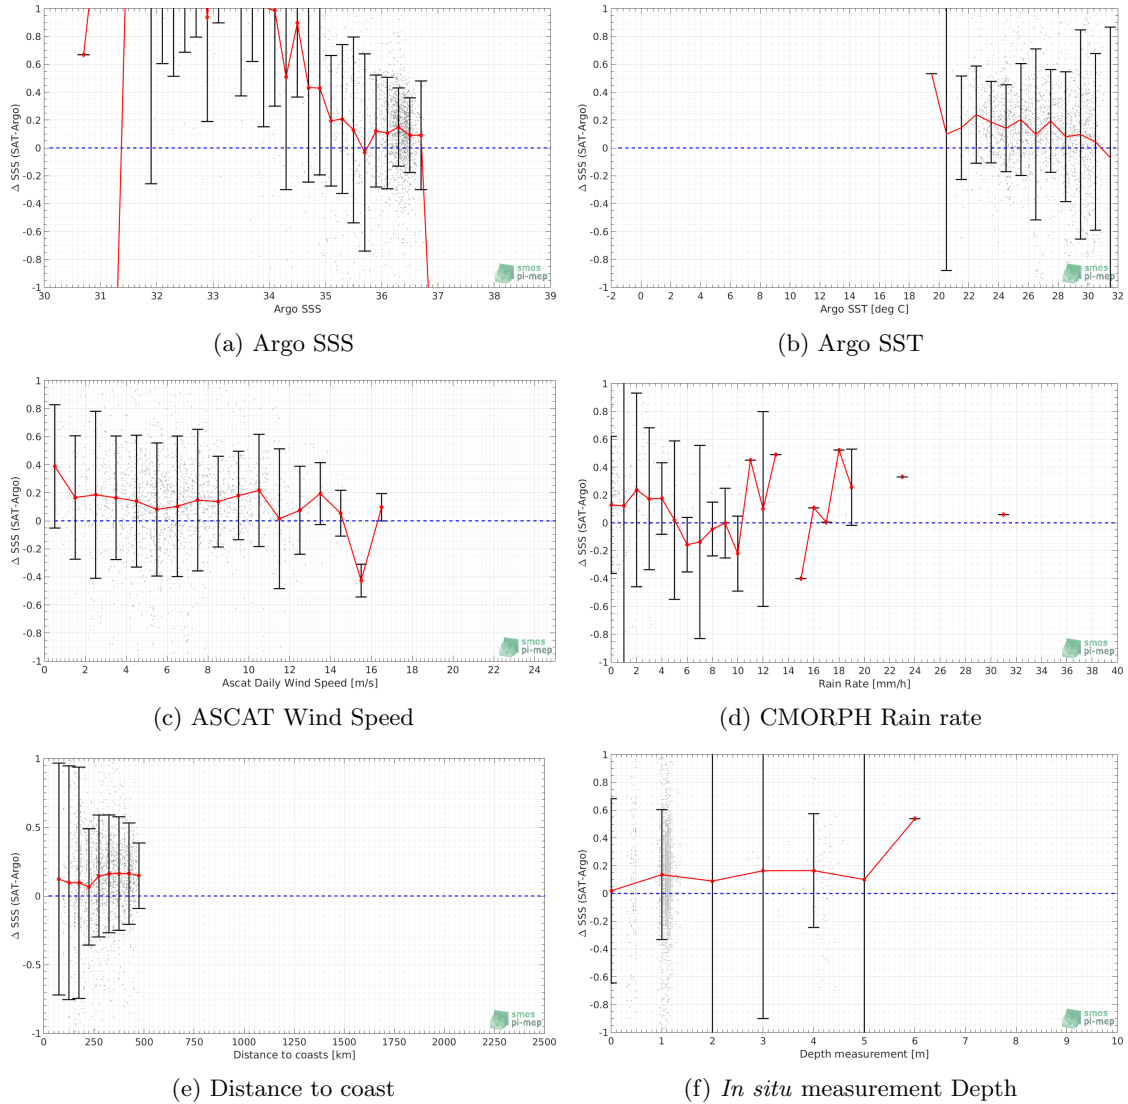 1
0.8
0.6
0.4
0.2
0
-0.2
-0.4
-0.6
-0.8
-1
Δ SSS (SAT-Argo)
30 31 32 33 34 35 36 37 38 39
Argo SSS
smos
pi-mep
(a) Argo SSS
1
0.8
0.6
0.4
0.2
0
-0.2
-0.4
-0.6
-0.8
-1
Δ SSS (SAT-Argo)
-2 0 2 4 6 8 10 12 14 16 18 20 22 24 26 28 30 32
Argo SST [deg C]
smos
pi-mep
(b) Argo SST
1
0.8
0.6
0.4
0.2
0
-0.2
-0.4
-0.6
-0.8
-1
Δ SSS (SAT-Argo)
0 2 4 6 8 10 12 14 16 18 20 22 24
Ascat Daily Wind Speed [m/s]
smos
pi-mep
(c) ASCAT Wind Speed
1
0.8
0.6
0.4
0.2
0
-0.2
-0.4
-0.6
-0.8
-1
Δ SSS (SAT-Argo)
0 2 4 6 8 10 12 14 16 18 20 22 24 26 28 30 32 34 36 38 40
Rain Rate [mm/h]
smos
pi-mep
(d) CMORPH Rain rate
1
0.5
0
-0.5
-1
Δ SSS (SAT-Argo)
0 250 500 750 1000 1250 1500 1750 2000 2250 2500
Distance to coasts [km]
smos
pi-mep
(e) Distance to coast
1
0.8
0.6
0.4
0.2
0
-0.2
-0.4
-0.6
-0.8
-1
Δ SSS (SAT-Argo)
0 1 2 3 4 5 6 7 8 9 10
Depth measurement [m]
smos
pi-mep
(f) In situ measurement Depth